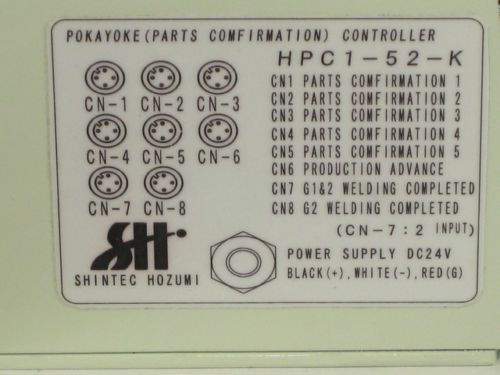 POKAYOKE(PARTS COMFIRMATION) CONTROLLER
HPC1-52-K
CN-1 CN-2 CN-3
CN-4 CN-5 CN-6
CN-7 CN-8
CN1 PARTS COMFIRMATION 1
CN2 PARTS COMFIRMATION 2
CN3 PARTS COMFIRMATION 3
CN4 PARTS COMFIRMATION 4
CN5 PARTS COMFIRMATION 5
CN6 PRODUCTION ADVANCE
CN7 G1&2 WELDING COMPLETED
CN8 G2 WELDING COMPLETED
(CN-7:2 INPUT)
SH
SHINTEC HOZUMI
POWER SUPPLY DC24V
BLACK(+),WHITE(-),RED(G)